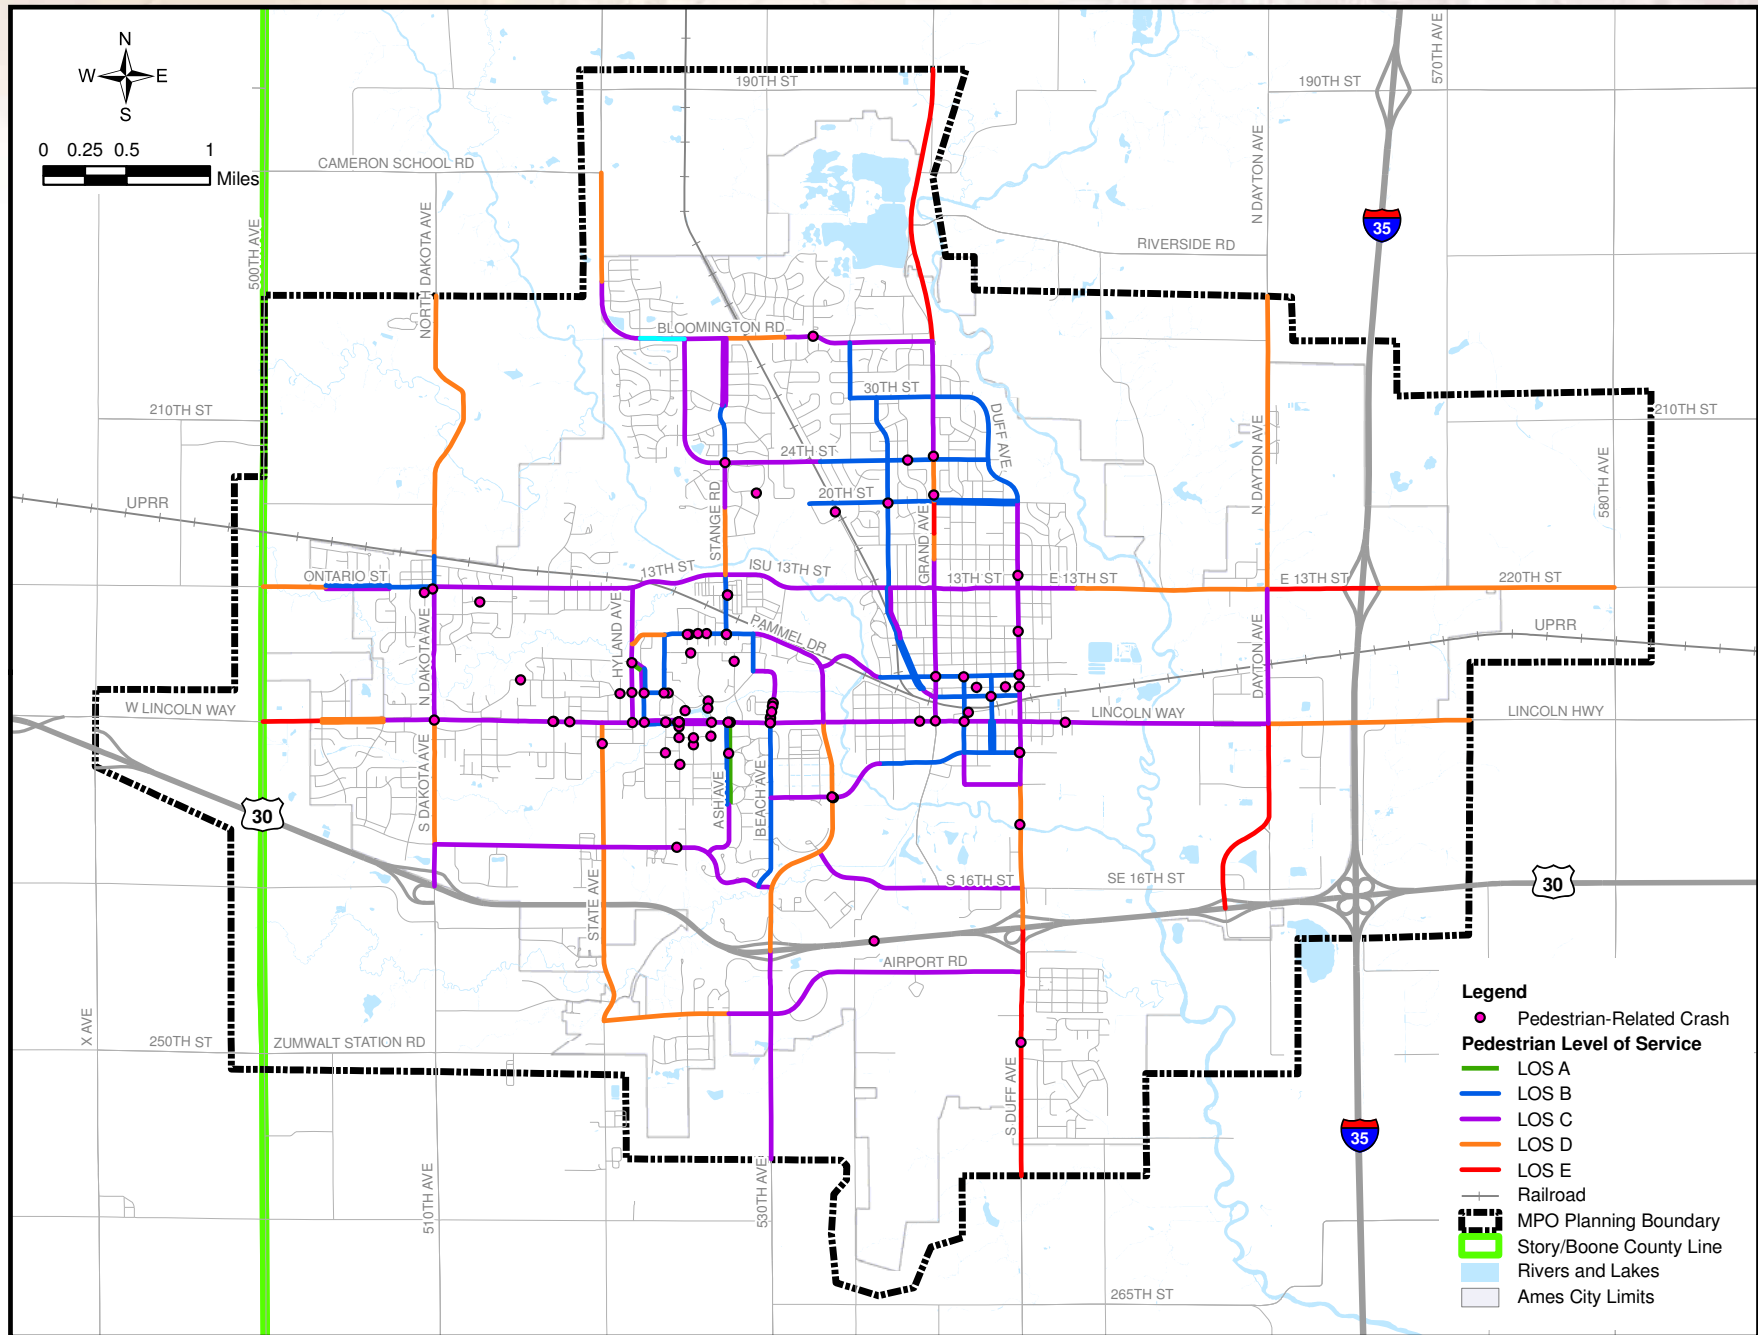 N
W E
S
0 0.25 0.5 1
Miles
190TH ST
190TH ST
570TH AVE
CAMERON SCHOOL RD
N DAYTON AVE
35
500TH AVE
NORTH DAKOTA AVE
RIVERSIDE RD
BLOOMINGTON RD
30TH ST
210TH ST
210TH ST
DUFF AVE
24TH ST
N DAYTON AVE
580TH AVE
UPRR
STANGE RD
20TH ST
GRAND AVE
13TH ST
ISU 13TH ST
ONTARIO ST
13TH ST
E 13TH ST
E 13TH ST
220TH ST
HYLAND AVE
PAMMEL DR
UPRR
N DAKOTA AVE
DAYTON AVE
W LINCOLN WAY
LINCOLN WAY
LINCOLN HWY
S DAKOTA AVE
ASH AVE
BEACH AVE
30
STATE AVE
S 16TH ST
SE 16TH ST
30
AIRPORT RD
X AVE
250TH ST
ZUMWALT STATION RD
S DUFF AVE
35
510TH AVE
530TH AVE
265TH ST
Legend
Pedestrian-Related Crash
Pedestrian Level of Service
LOS A
LOS B
LOS C
LOS D
LOS E
Railroad
MPO Planning Boundary
Story/Boone County Line
Rivers and Lakes
Ames City Limits